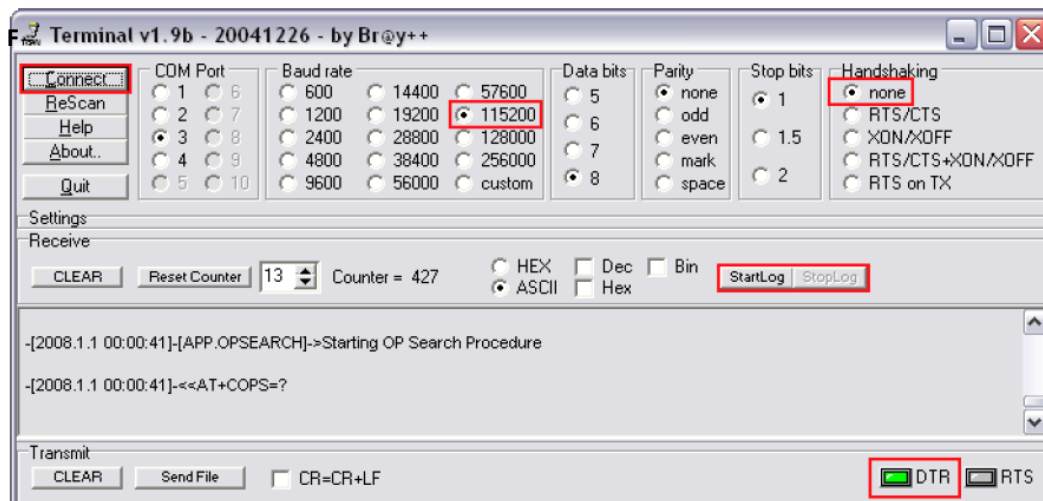 F
Terminal v1.9b - 20041226 - by Br@y++
Connect
ReScan
Help
About..
Quit
COM Port
1 6
2 7
3 8
4 9
5 10
Baud rate
600 14400 57600
1200 19200 115200
2400 28800 128000
4800 38400 256000
9600 56000 custom
Data bits
5
6
7
8
Parity
none
odd
even
mark
space
Stop bits
1
1.5
2
Handshaking
none
RTS/CTS
XON/XOFF
RTS/CTS+XON/XOFF
RTS on TX
Settings
Receive
CLEAR Reset Counter 13 Counter = 427 HEX Dec Bin
ASCII Hex
StartLog StopLog
-[2008.1.1 00:00:41]-[APP.OPSEARCH]->Starting OP Search Procedure
-[2008.1.1 00:00:41]-<<AT+COPS=?
Transmit
CLEAR Send File CR=CR+LF DTR RTS